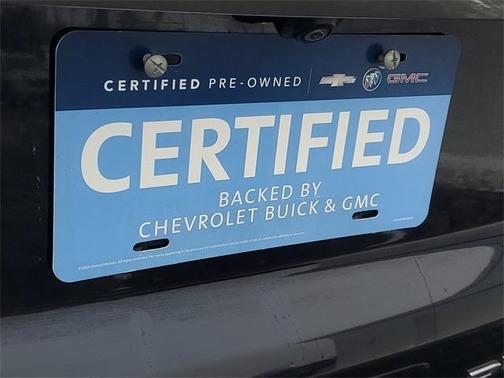 CERTIFIED PRE-OWNED GMC
CERTIFIED
BACKED BY
CHEVROLET BUICK & GMC